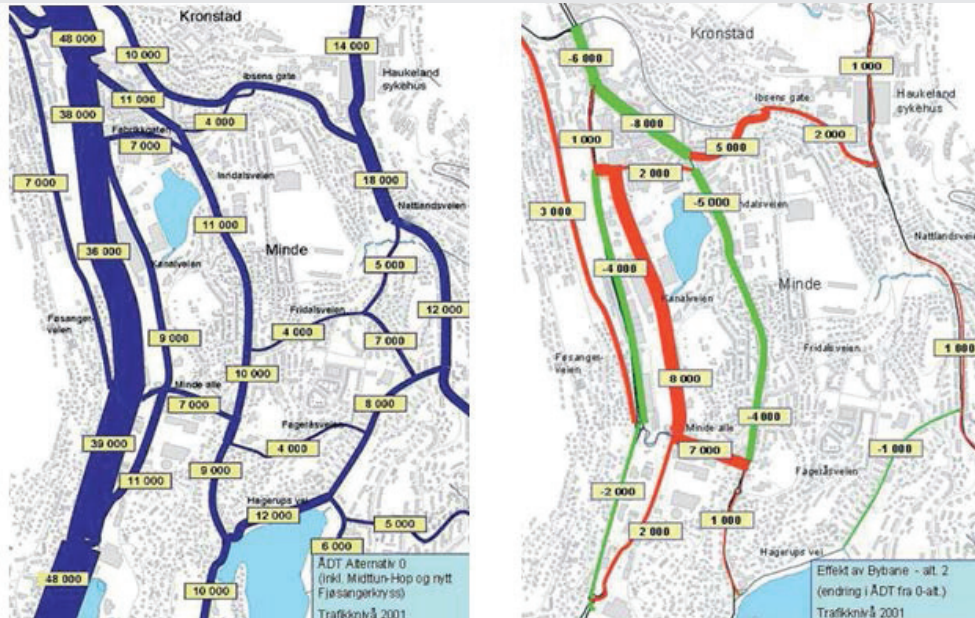 Kronstad
48 000
10 000
14 000
Ibsens gate
Haukeland
sykehus
11 000
38 000
4 000
Fabrikkgaten
7 000
7 000
Inndalsveien
18 000
Nattlandsveien
11 000
36 000
Minde
Kanalveien
5 000
12 000
Fridalsveien
Føsanger-
veien
4 000
9 000
7 000
10 000
Minde alle
7 000
8 000
Fageråsveien
39 000
4 000
9 000
11 000
Hagerups vei
12 000
5 000
6 000
48 000
10 000
ÅDT Alternativ 0
(inkl. Midttun-Hop og nytt
Fjøsangerkryss)
Trafikknivå 2001
Kronstad
-6 000
1 000
Haukeland
sykehus
Ibsens gate
-8 000
1 000
5 000
2 000
2 000
-5 000
ndalsveien
3 000
Nattlandsveie
-4 000
Minde
Kanalveien
Fridalsveien
Føsanger-
veien
1 000
8 000
-4 000
Minde alle
7 000
-1 000
Fageråsveien
-2 000
2 000
1 000
Hagerups vei
Effekt av Bybane - alt. 2
(endring i ÅDT fra 0-alt.)
Trafikknivå 2001